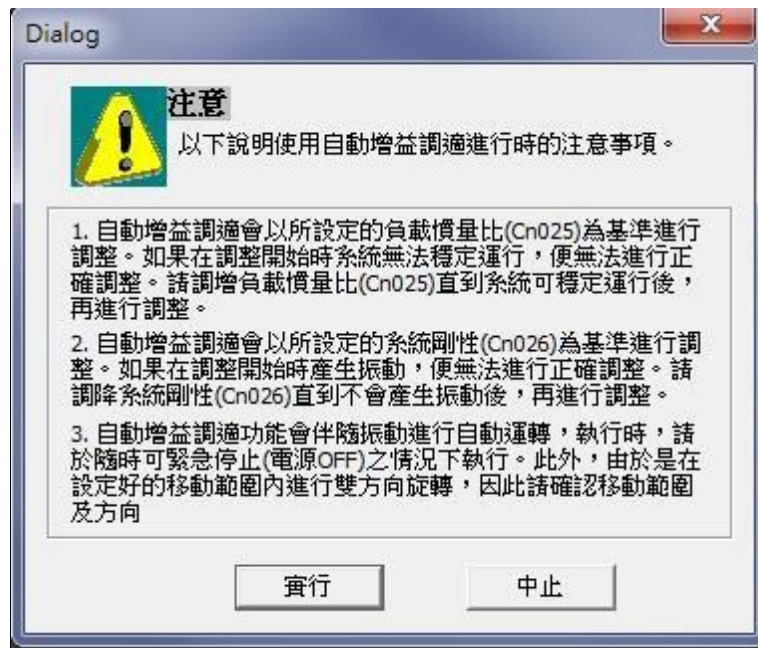 Dialog
注意
以下說明使用自動增益調適進行時的注意事項。
1. 自動增益調適會以所設定的負載慣量比(Cn025)為基準進行
調整。如果在調整開始時系統無法穩定運行，便無法進行正
確調整。請調增負載慣量比(Cn025)直到系統可穩定運行後，
再進行調整。
2. 自動增益調適會以所設定的系統剛性(Cn026)為基準進行調
整。如果在調整開始時產生振動，便無法進行正確調整。請
調降系統剛性(Cn026)直到不會產生振動後，再進行調整。
3. 自動增益調適功能會伴隨振動進行自動運轉，執行時，請
於隨時可緊急停止(電源OFF)之情況下執行。此外，由於是在
設定好的移動範圍內進行雙方向旋轉，因此請確認移動範圍
及方向
實行
中止